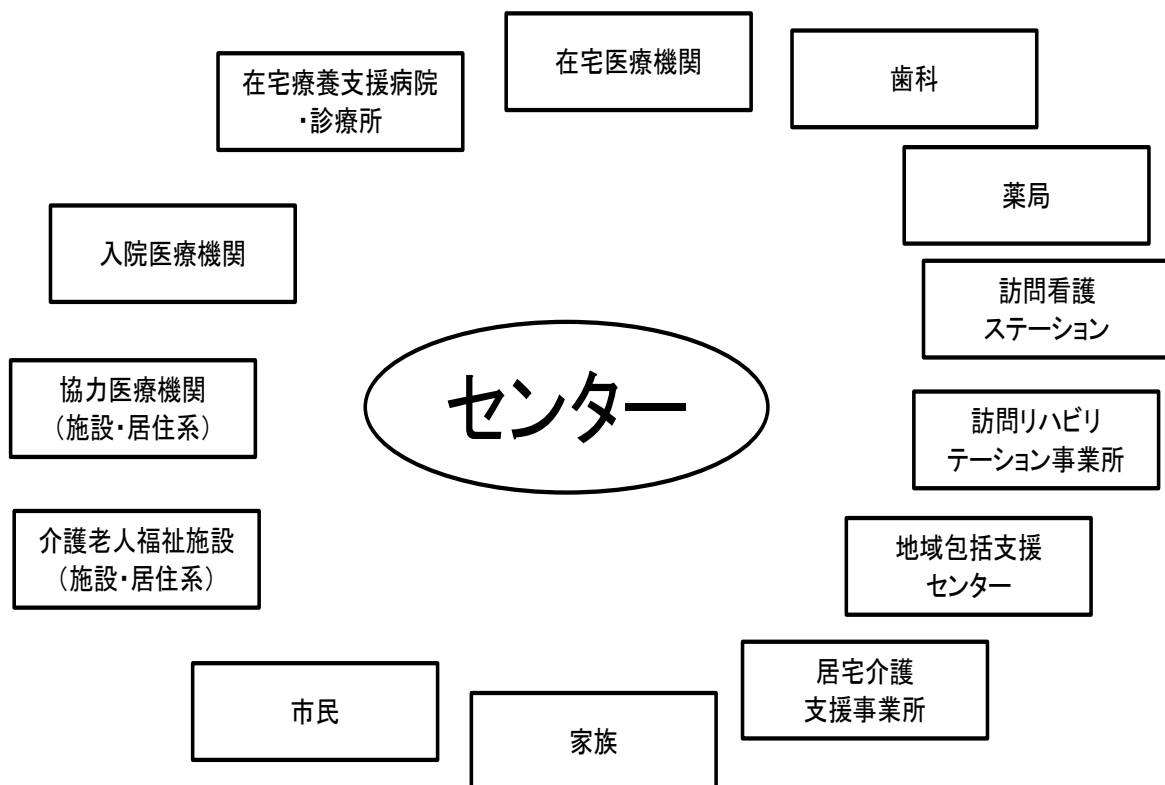 在宅医療機関
歯科
在宅療養支援病院
・診療所
薬局
入院医療機関
訪問看護
ステーション
協力医療機関
（施設・居住系）
センター
訪問リハビリ
テーション事業所
介護老人福祉施設
（施設・居住系）
地域包括支援
センター
居宅介護
支援事業所
市民
家族